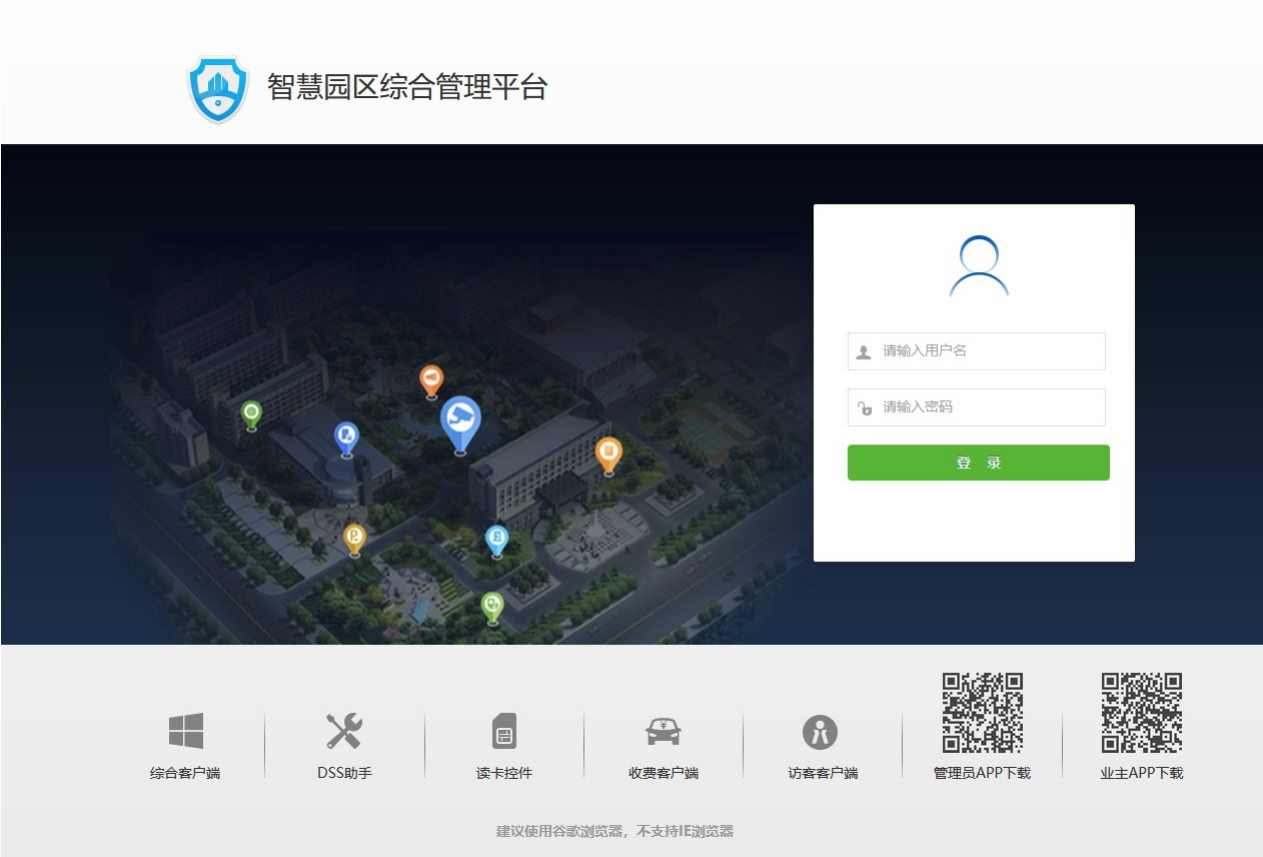 智慧园区综合管理平台
请输入用户名
请输入密码
登 录
综合客户端
DSS助手
读卡控件
收费客户端
访客客户端
管理员APP下载
业主APP下载
建议使用谷歌浏览器，不支持IE浏览器